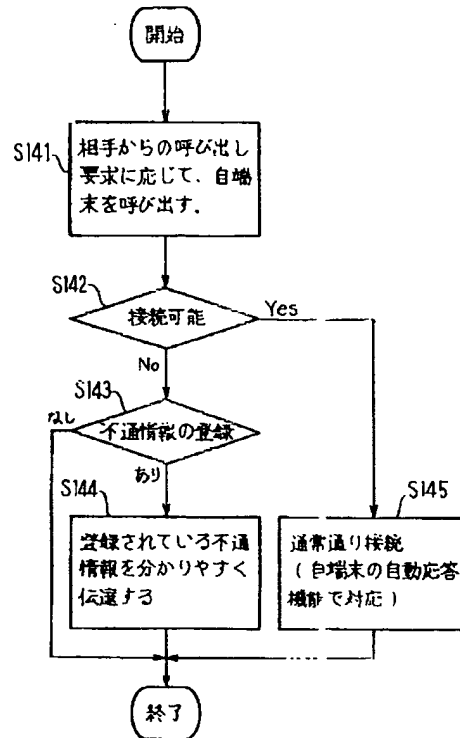 開始
S141
相手からの呼び出し
要求に応じて、自端
末を呼び出す.
S142
接続可能
Yes
No
S143
なし
不通情報の登録
あり
S144
登録されている不通
情報を分かりやすく
伝達する
S145
通常通り接続
(自端末の自動応答
機能で対応)
終了